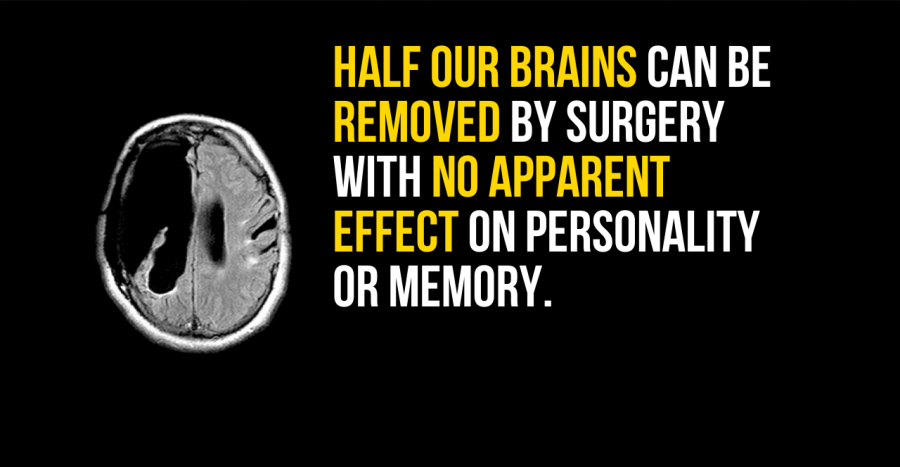 HALF OUR BRAINS CAN BE
REMOVED BY SURGERY
WITH NO APPARENT
EFFECT ON PERSONALITY
OR MEMORY.